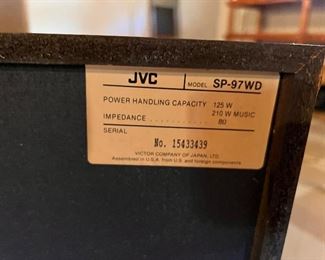 JVC MODEL SP-97WD
POWER HANDLING CAPACITY 125 W
210 W MUSIC
IMPEDANCE ............ 8Ω
SERIAL
No. 15433439
VICTOR COMPANY OF JAPAN, LTD.
Assembled in U.S.A. from U.S. and foreign components